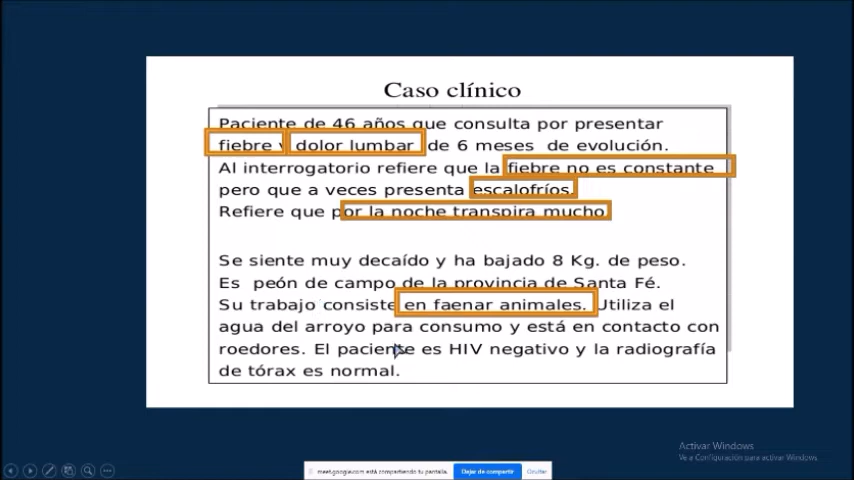 Caso clínico
Paciente de 46 años que consulta por presentar
fiebre y dolor lumbar de 6 meses de evolución.
Al interrogatorio refiere que la fiebre no es constante
pero que a veces presenta escalofríos.
Refiere que por la noche transpira mucho
Se siente muy decaído y ha bajado 8 Kg. de peso.
Es peón de campo de la provincia de Santa Fé.
Su trabajo consiste en faenar animales. Utiliza el
agua del arroyo para consumo y está en contacto con
roedores. El paciente es HIV negativo y la radiografía
de tórax es normal.
Activar Windows
Ve a Configuración para activar Windows.
meet.google.com está compartiendo tu pantalla.
Dejar de compartir
Ocultar